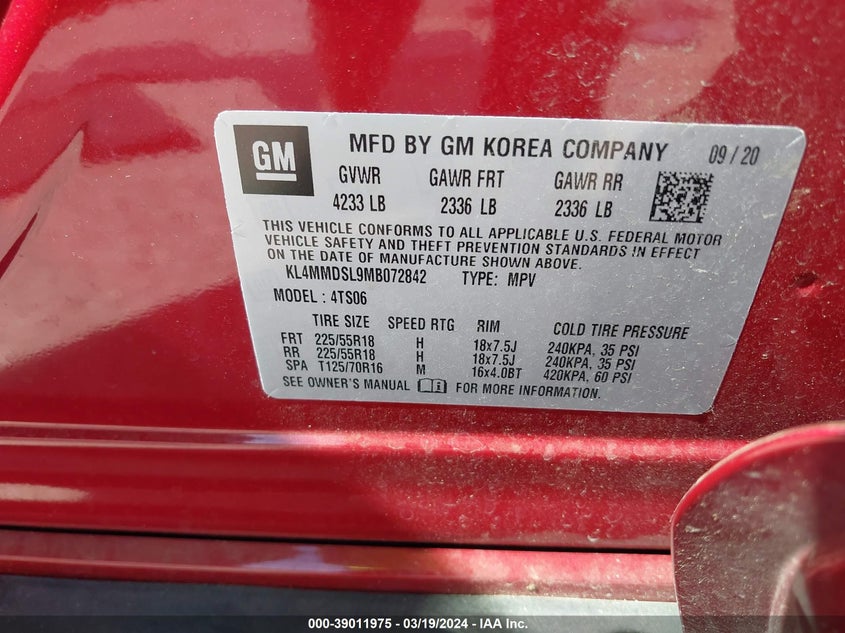 GM
MFD BY GM KOREA COMPANY 09/20
GVWR GAWR FRT GAWR RR
4233 LB 2336 LB 2336 LB
THIS VEHICLE CONFORMS TO ALL APPLICABLE U.S. FEDERAL MOTOR
VEHICLE SAFETY AND THEFT PREVENTION STANDARDS IN EFFECT
ON THE DATE OF MANUFACTURE SHOWN ABOVE.
KL4MMDSL9MB072842 TYPE: MPV
MODEL : 4TS06
TIRE SIZE SPEED RTG RIM COLD TIRE PRESSURE
FRT 225/55R18 H 18x7.5J 240KPA, 35 PSI
RR 225/55R18 H 18x7.5J 240KPA, 35 PSI
SPA T125/70R16 M 16x4.0BT 420KPA, 60 PSI
SEE OWNER'S MANUAL FOR MORE INFORMATION.
000-39011975 — 03/19/2024 — IAA Inc.